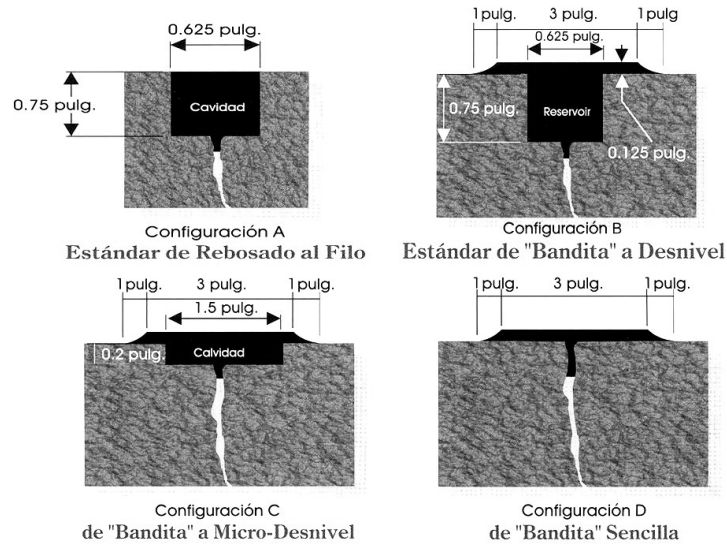 0.625 pulg.
0.75 pulg.
Cavidad
Configuración A
Estándar de Rebosado al Filo
1 pulg. 3 pulg. 1 pulg
0.625 pulg.
0.75 pulg.
Reservoir
0.125 pulg.
Configuración B
Estándar de "Bandita" a Desnivel
1 pulg. 3 pulg. 1 pulg.
1.5 pulg.
0.2 pulg.
Calvidad
Configuración C
de "Bandita" a Micro-Desnivel
1 pulg. 3 pulg. 1 pulg.
Configuración D
de "Bandita" Sencilla